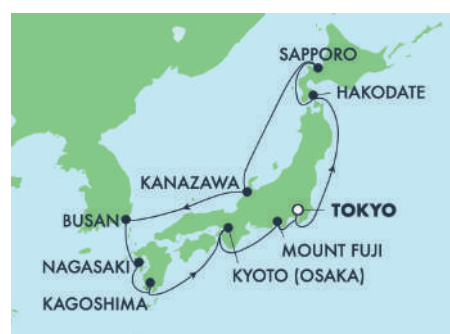 SAPPORO
HAKODATE
KANAZAWA
TOKYO
BUSAN
MOUNT FUJI
NAGASAKI
KYOTO (OSAKA)
KAGOSHIMA